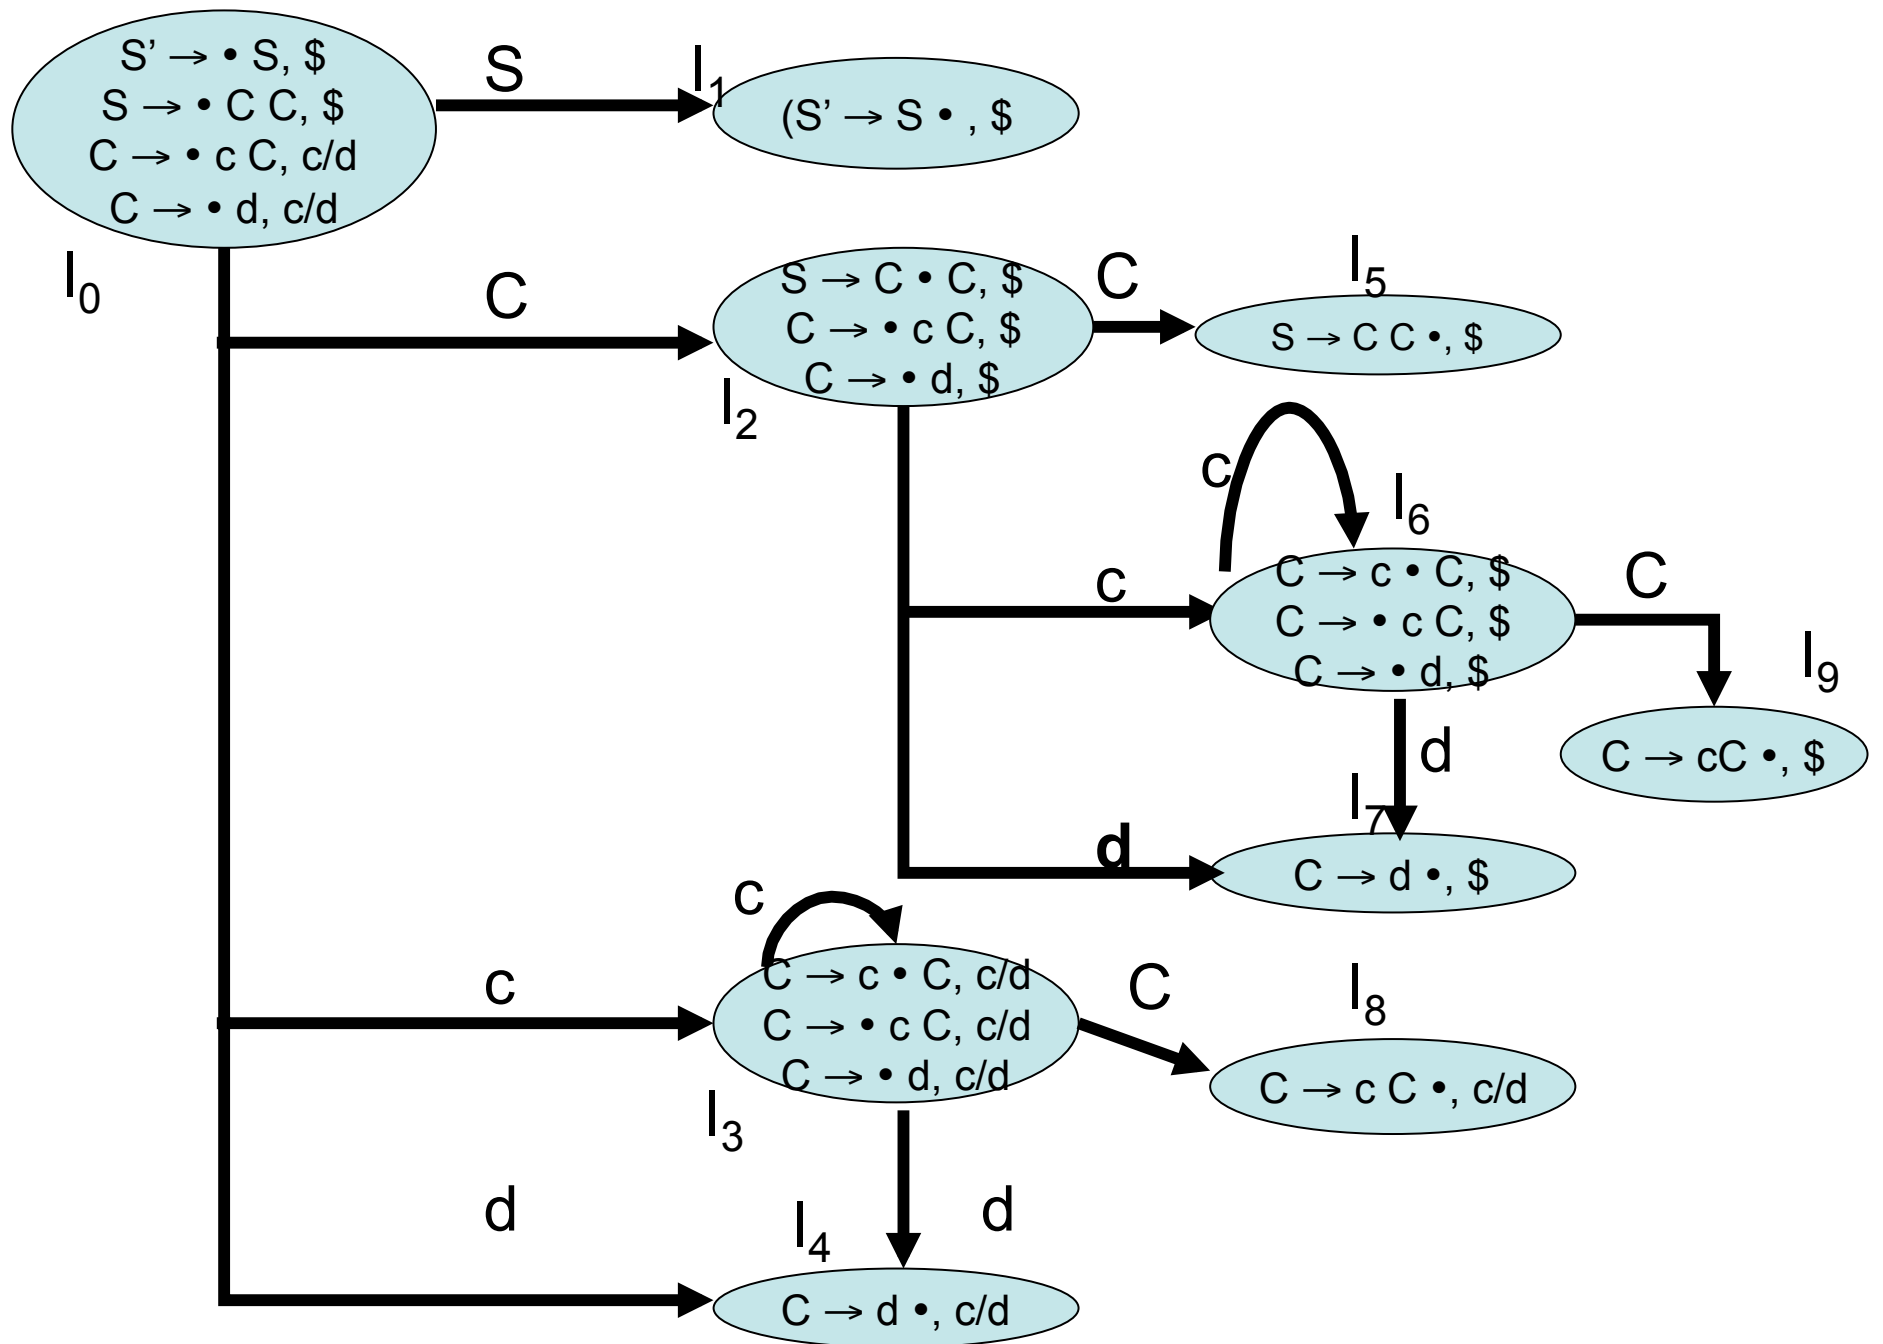 S’ → • S, $
S → • C C, $
C → • c C, c/d
C → • d, c/d
I0
S
I1
(S’ → S • , $
C
S → C • C, $
C → • c C, $
C → • d, $
I2
C
I5
S → C C •, $
c
c
I6
C → c • C, $
C → • c C, $
C → • d, $
C
I9
C → cC •, $
d
d
I7
C → d •, $
c
c
C → c • C, c/d
C → • c C, c/d
C → • d, c/d
I3
C
I8
C → c C •, c/d
d
d
I4
C → d •, c/d